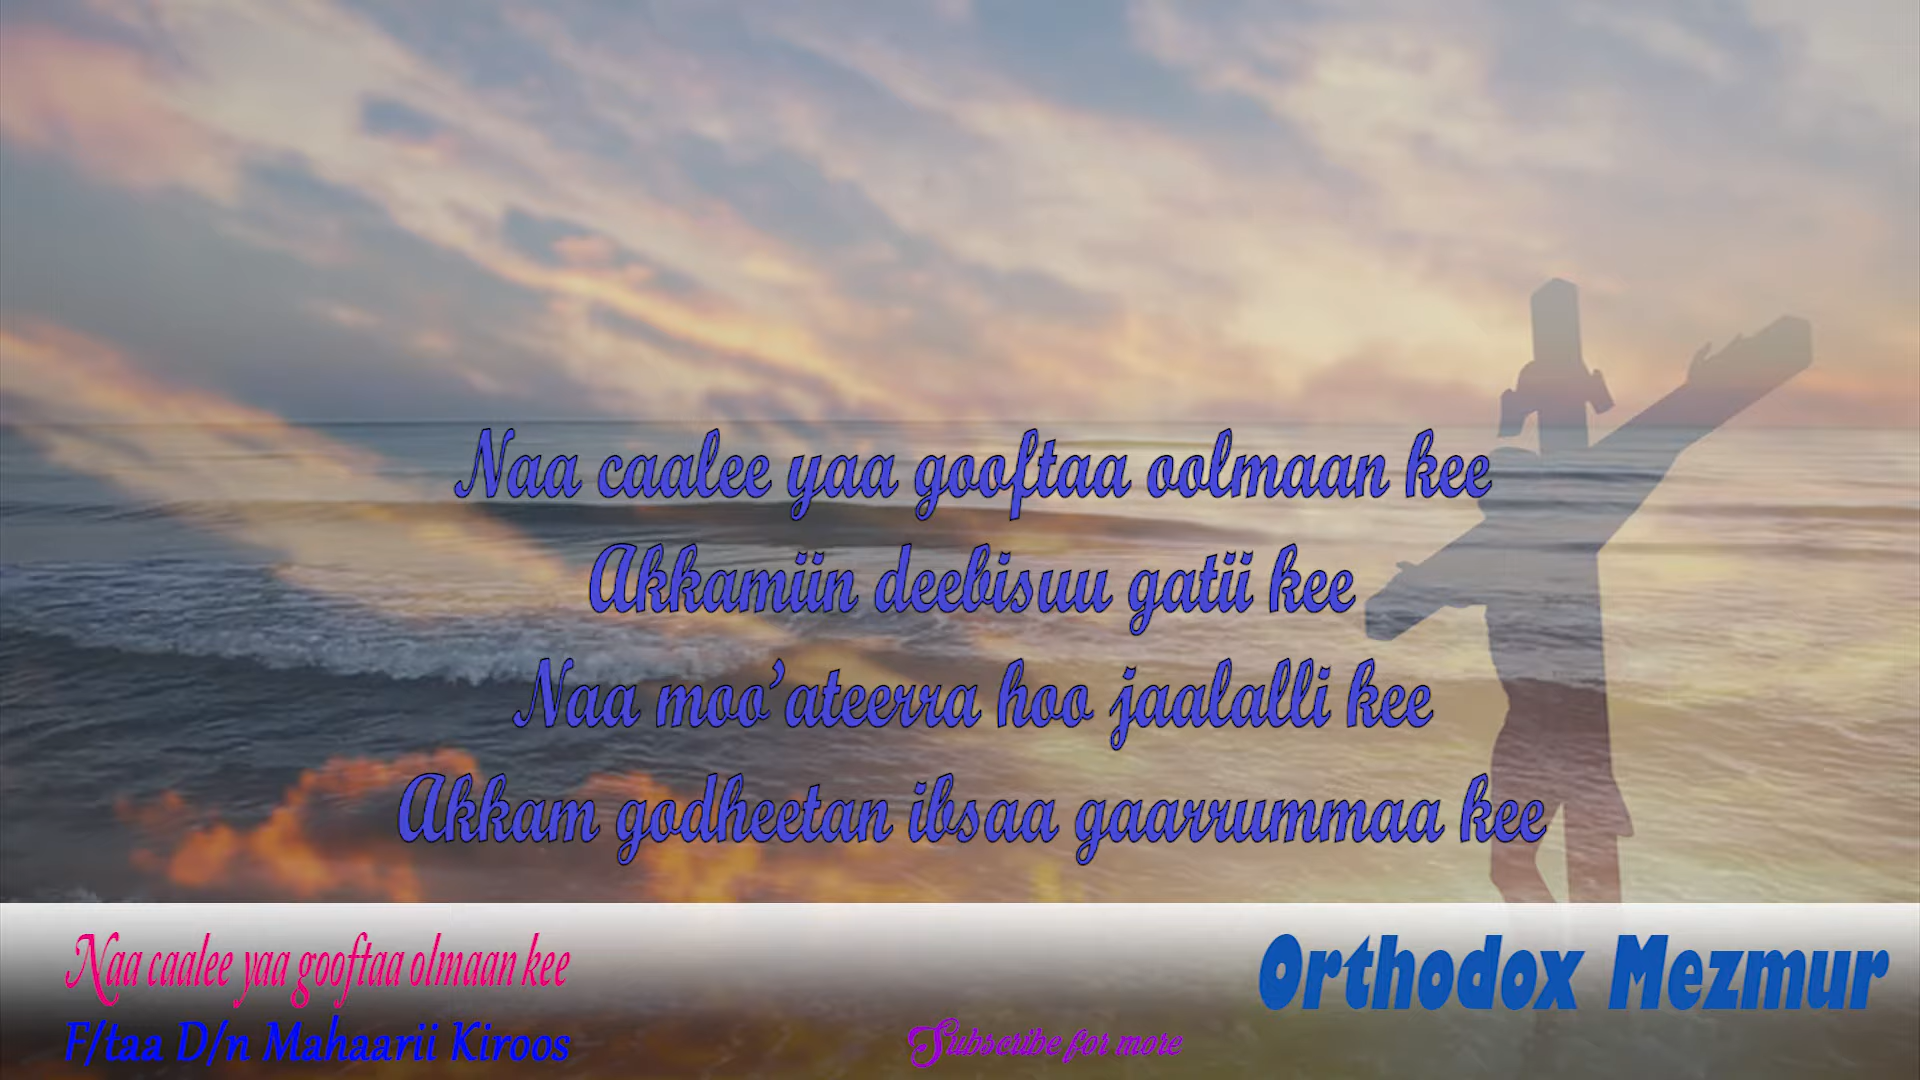 Naa caalee yaa gooftaa oolmaan kee
Akkamiin deebisuu gatii kee
Naa moo'ateerra hoo jaalalli kee
Akkam godheetan ibsaa gaarrummaa kee
Naa caalee yaa gooftaa olmaan kee
F/taa D/n Mahaarii Kiroos
Subscribe for more
Orthodox Mezmur